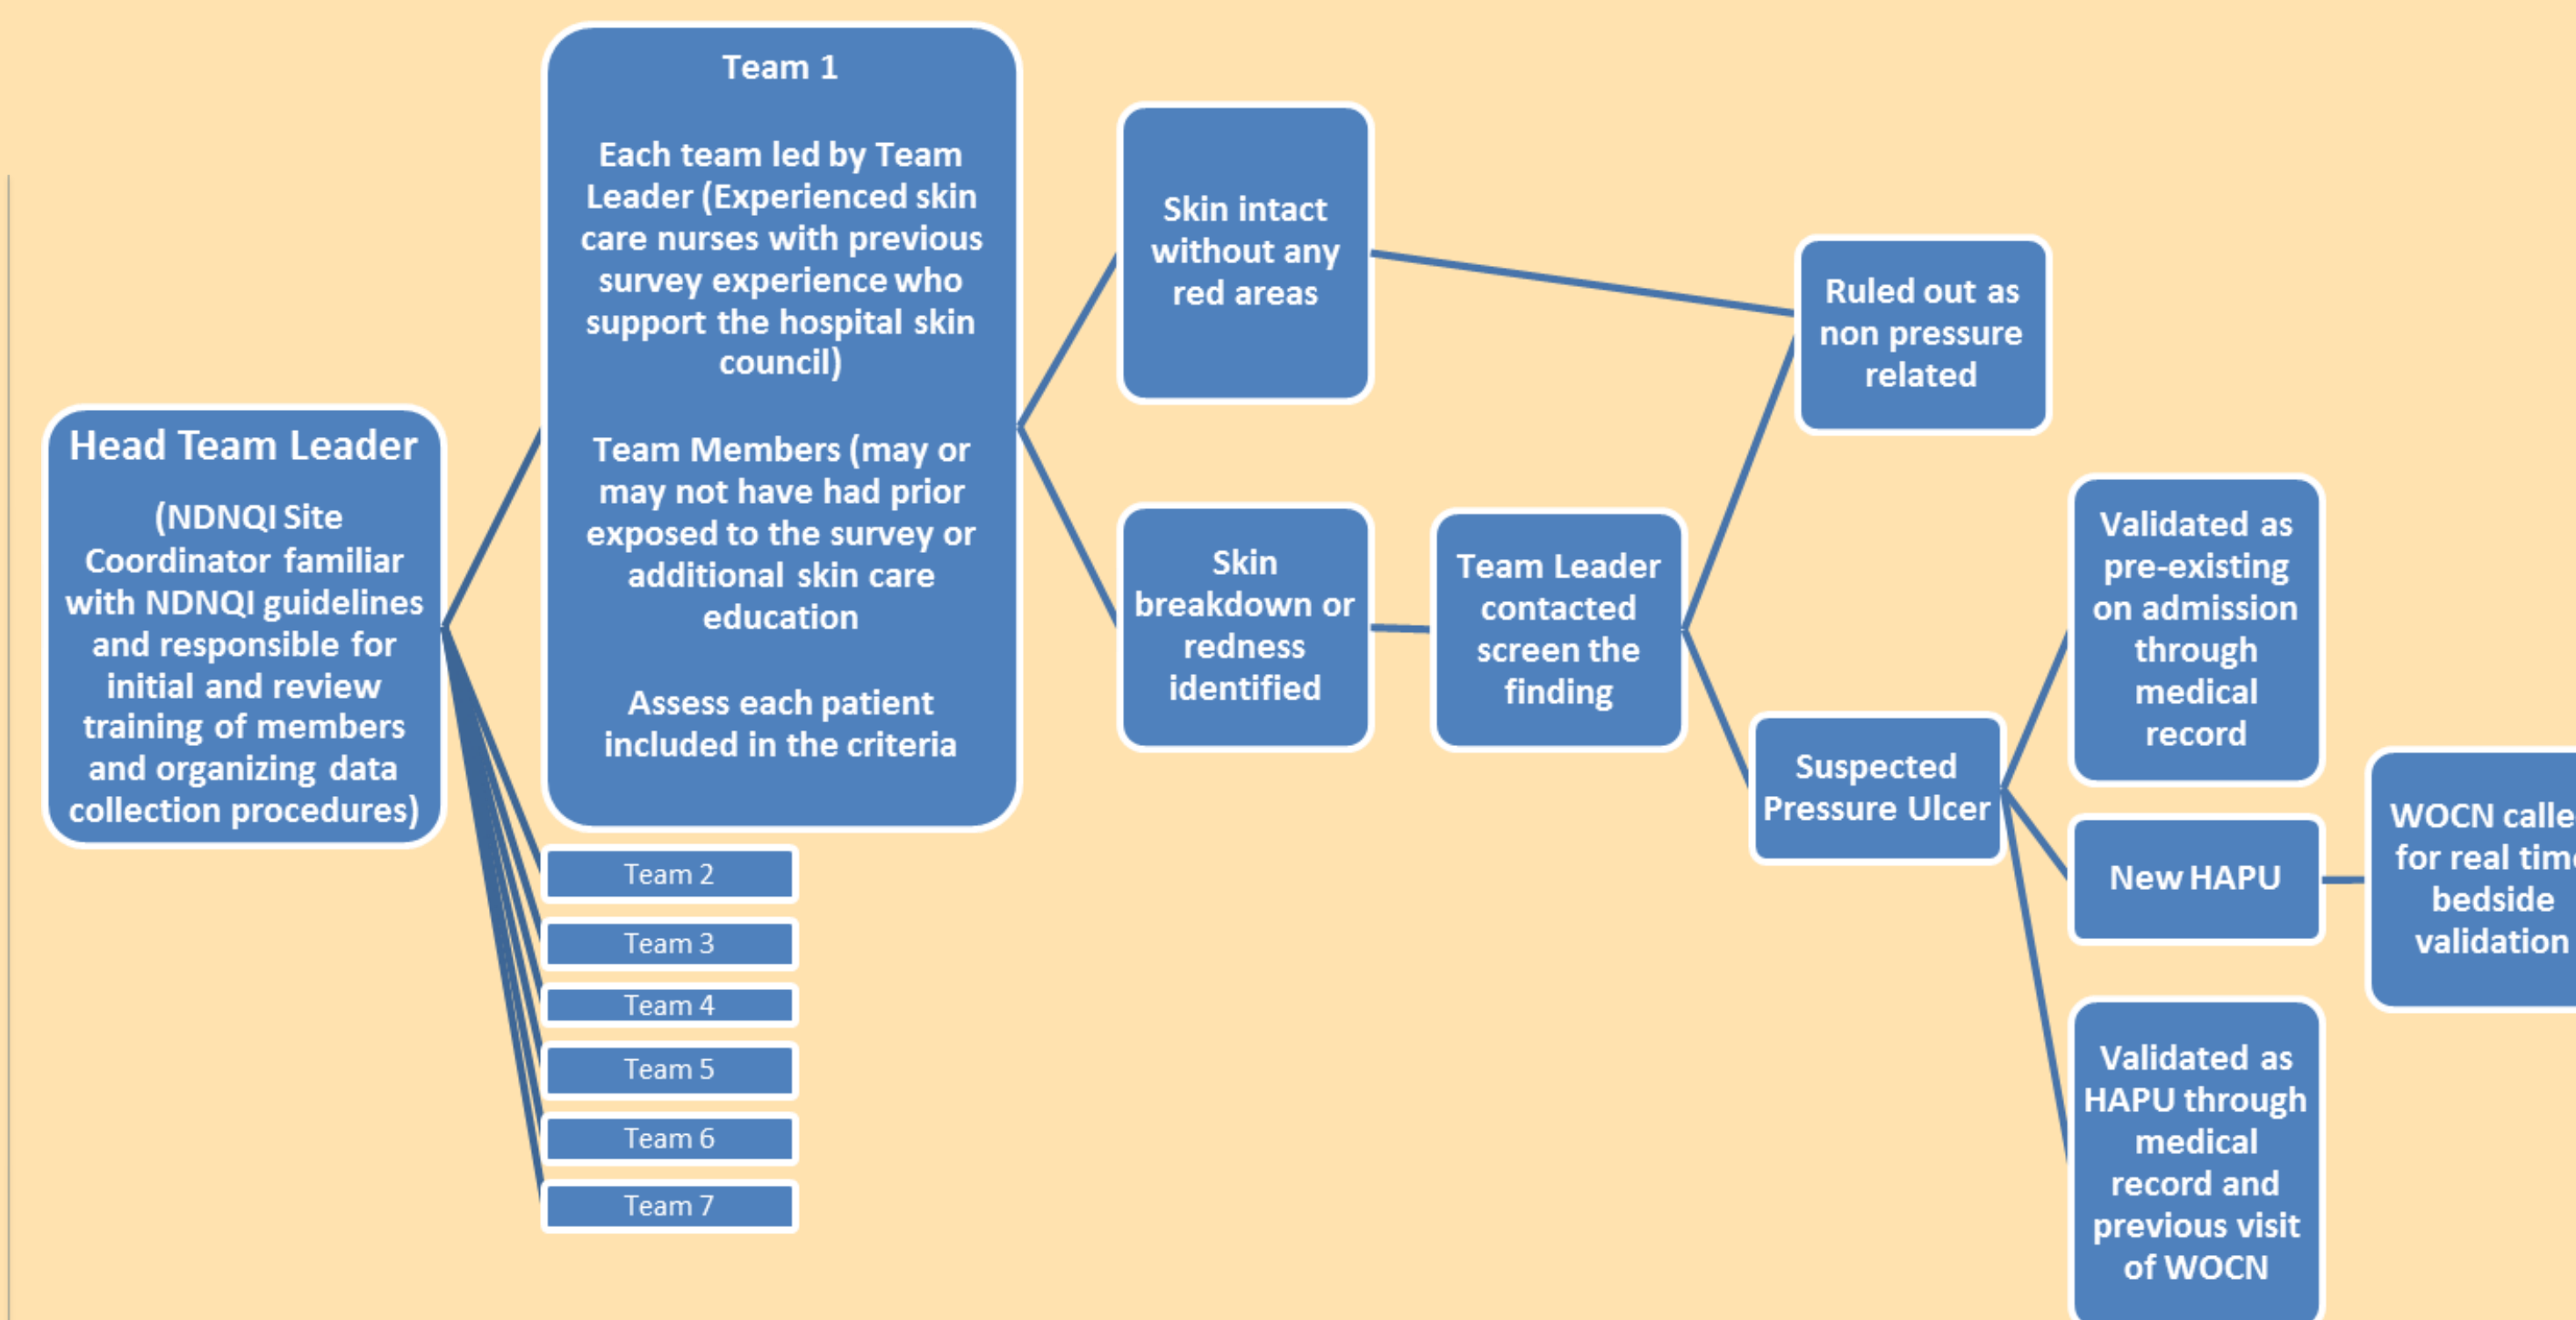 Head Team Leader
(NDNQI Site
Coordinator familiar
with NDNQI guidelines
and responsible for
initial and review
training of members
and organizing data
collection procedures)
Team 1
Each team led by Team
Leader (Experienced skin
care nurses with previous
survey experience who
support the hospital skin
council)
Team Members (may or
may not have had prior
exposed to the survey or
additional skin care
education
Assess each patient
included in the criteria
Team 2
Team 3
Team 4
Team 5
Team 6
Team 7
Skin intact
without any
red areas
Skin
breakdown or
redness
identified
Team Leader
contacted
screen the
finding
Ruled out as
non pressure
related
Suspected
Pressure Ulcer
Validated as
pre-existing
on admission
through
medical
record
New HAPU
Validated as
HAPU through
medical
record and
previous visit
of WOCN
WOCN
for real
bedside
validation